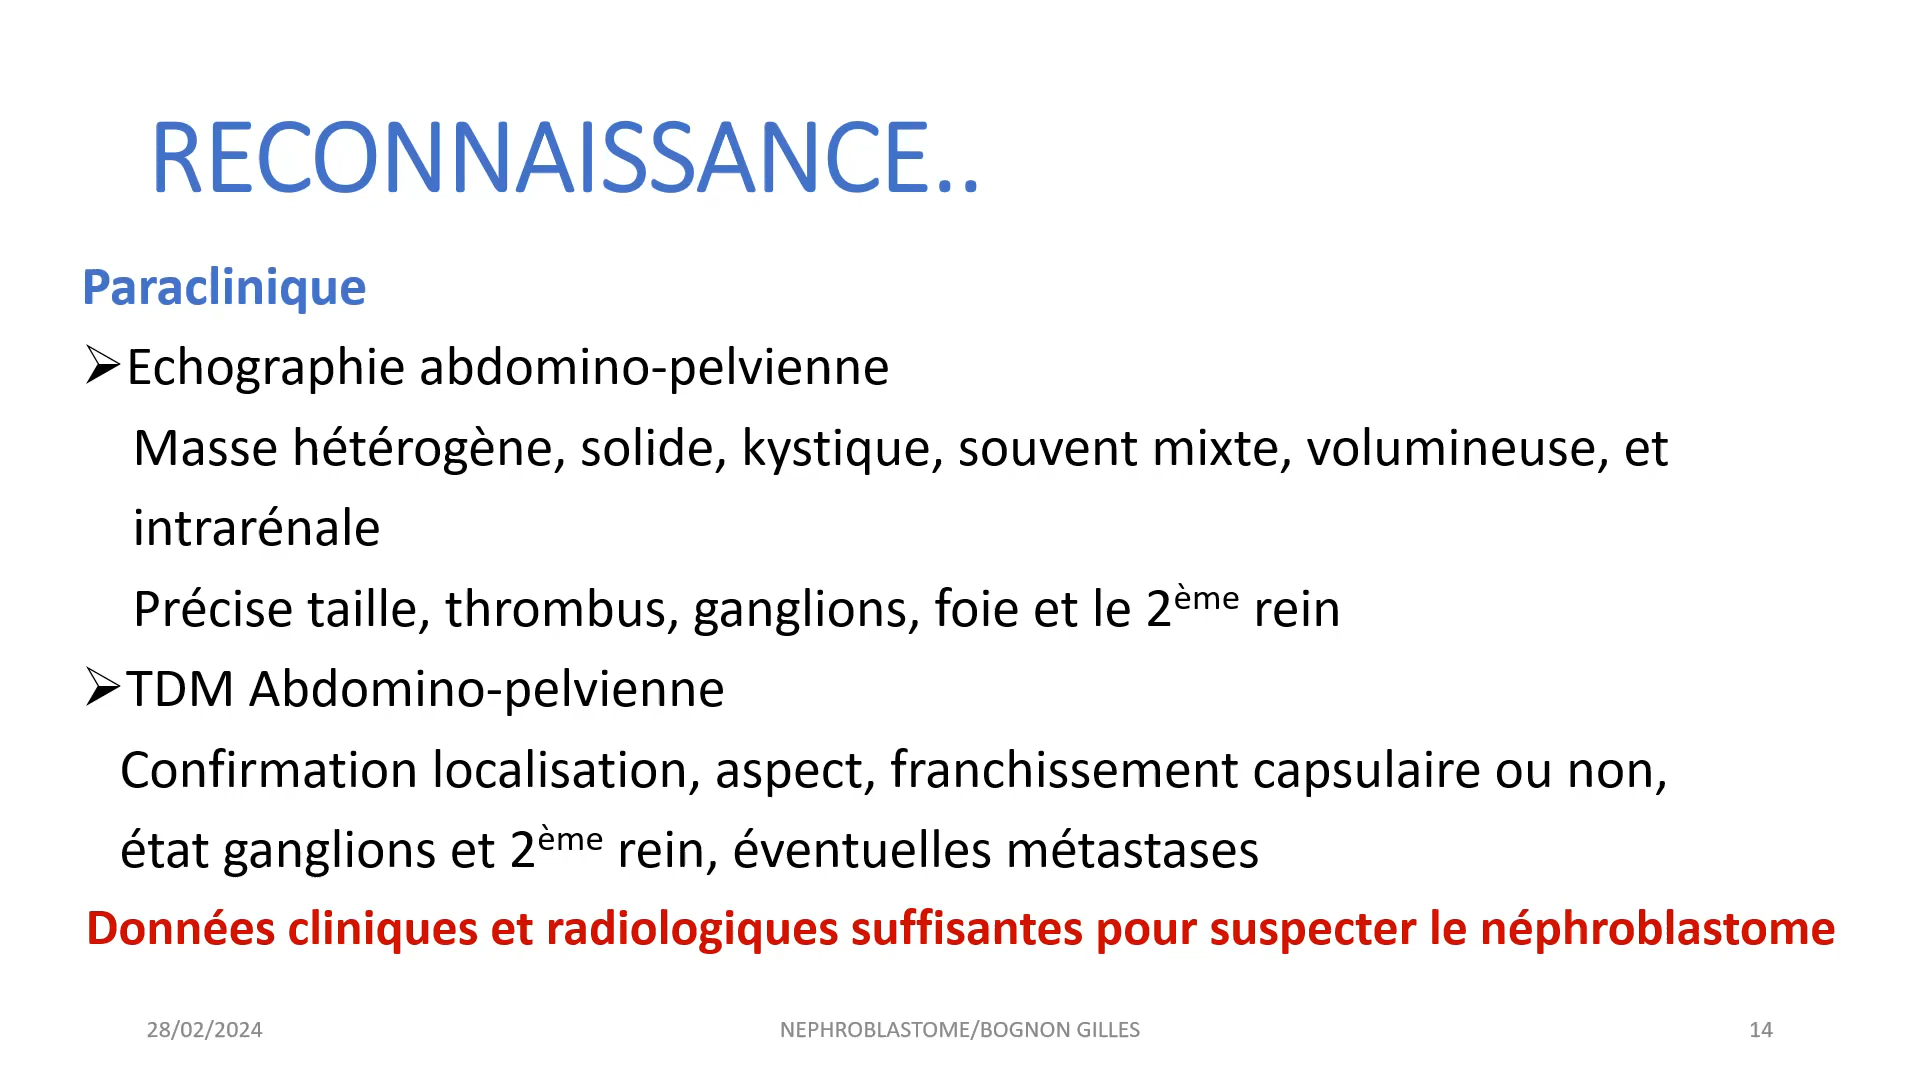 RECONNAISSANCE..
Paraclinique
➢Echographie abdomino-pelvienne
Masse hétérogène, solide, kystique, souvent mixte, volumineuse, et
intrarénale
Précise taille, thrombus, ganglions, foie et le 2ème rein
➢TDM Abdomino-pelvienne
Confirmation localisation, aspect, franchissement capsulaire ou non,
état ganglions et 2ème rein, éventuelles métastases
Données cliniques et radiologiques suffisantes pour suspecter le néphroblastome
28/02/2024 NEPHROBLASTOME/BOGNON GILLES 14